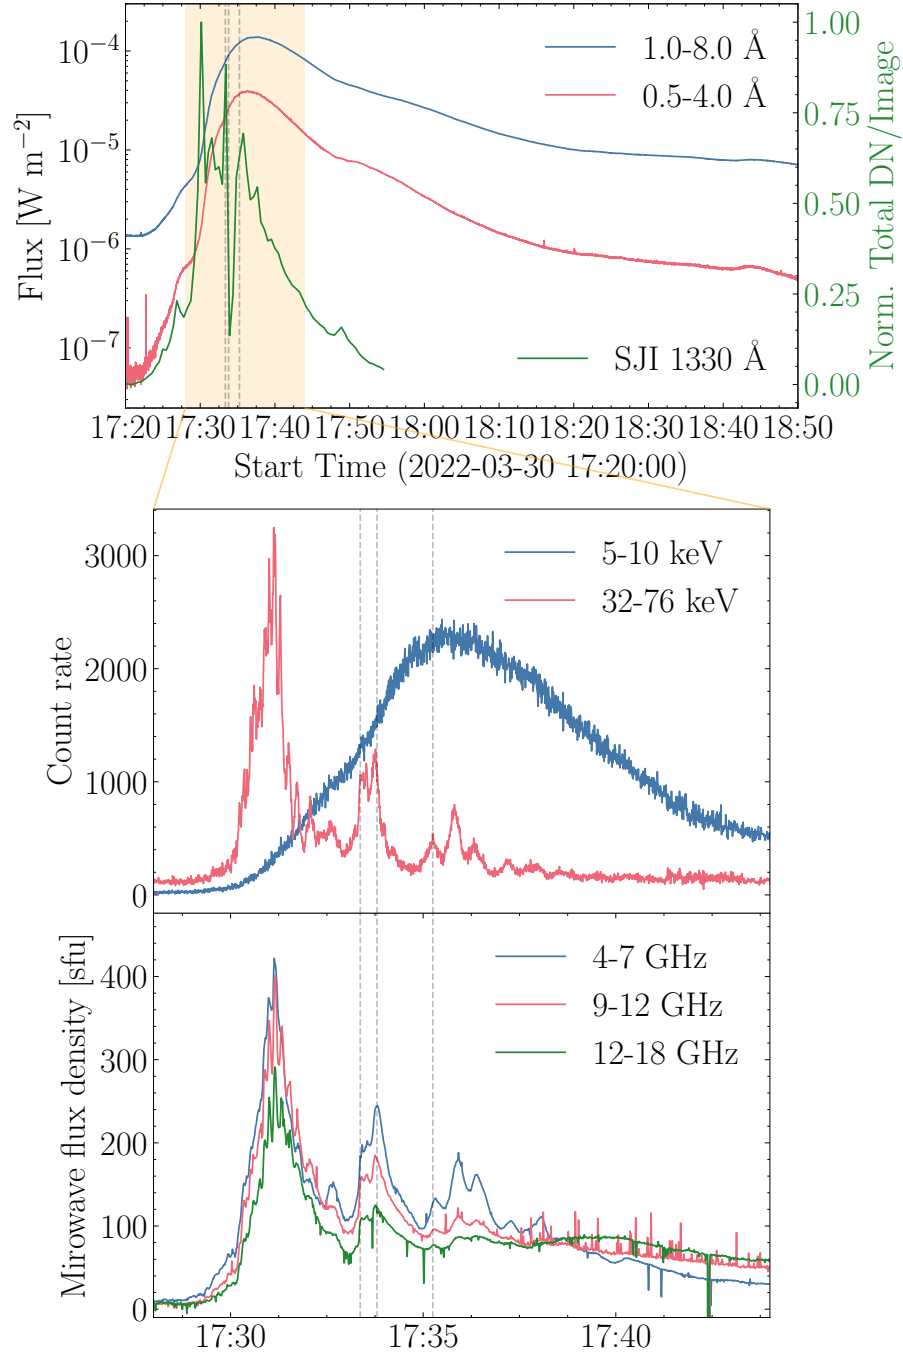 10⁻⁴
10⁻⁵
10⁻⁶
10⁻⁷
Flux [W m⁻²]
1.0-8.0 Å
0.5-4.0 Å
SJI 1330 Å
1.00
0.75
0.50
0.25
0.00
Norm. Total DN/Image
17:20 17:30 17:40 17:50 18:00 18:10 18:20 18:30 18:40 18:50
Start Time (2022-03-30 17:20:00)
3000
2000
1000
0
Count rate
5-10 keV
32-76 keV
400
300
200
100
0
Mirowave flux density [sfu]
4-7 GHz
9-12 GHz
12-18 GHz
17:30 17:35 17:40